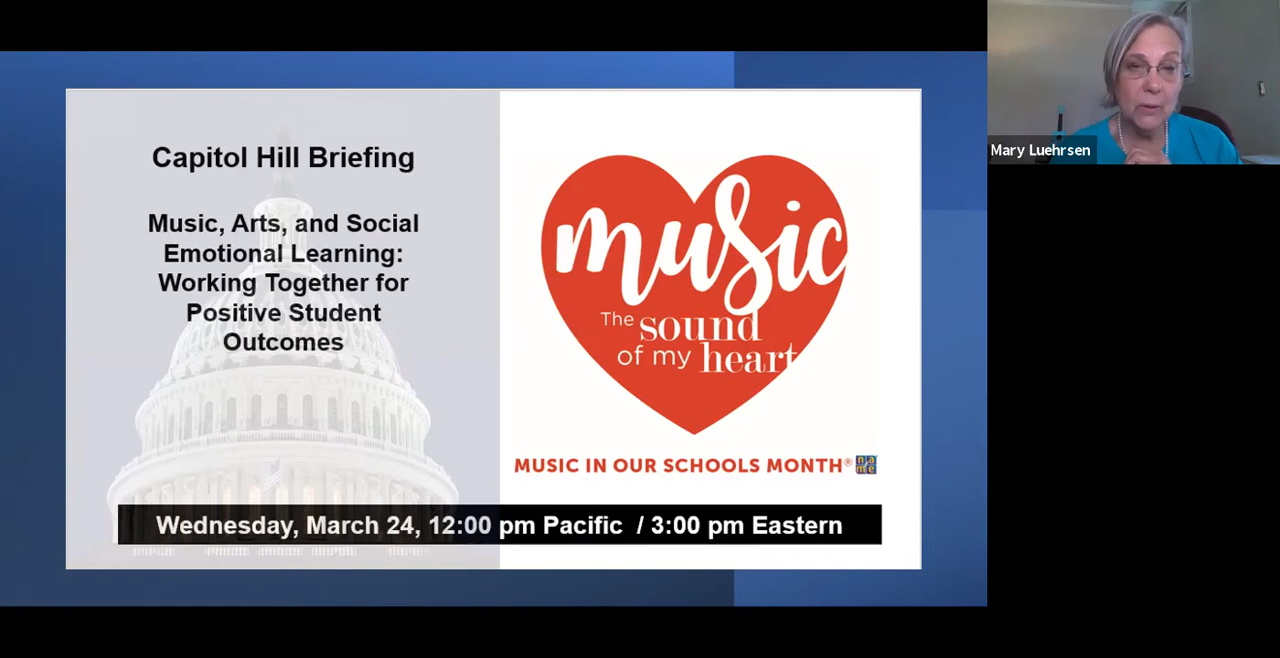 Capitol Hill Briefing
Music, Arts, and Social
Emotional Learning:
Working Together for
Positive Student
Outcomes
music
The sound
of my heart
MUSIC IN OUR SCHOOLS MONTH®
na
me
Wednesday, March 24, 12:00 pm Pacific / 3:00 pm Eastern
Mary Luehrsen